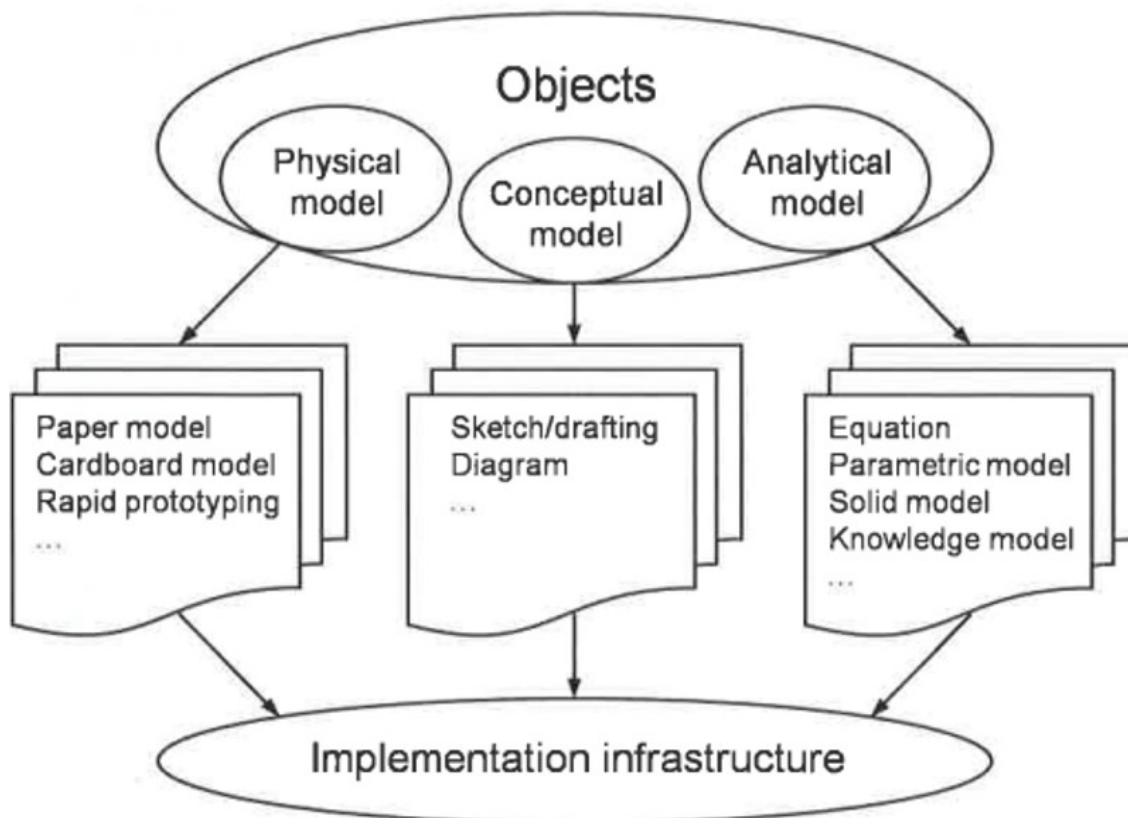 Objects
Physical
model
Conceptual
model
Analytical
model
Paper model
Cardboard model
Rapid prototyping
...
Sketch/drafting
Diagram
...
Equation
Parametric model
Solid model
Knowledge model
...
Implementation infrastructure